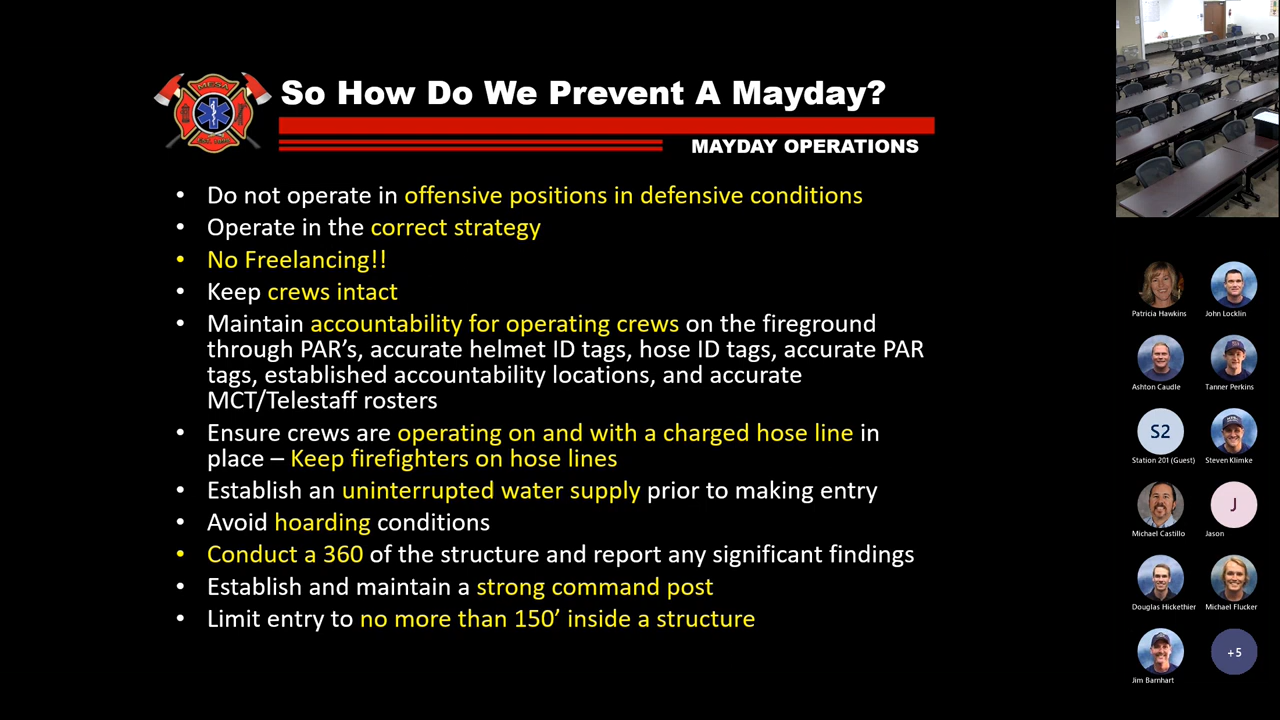 So How Do We Prevent A Mayday?
MAYDAY OPERATIONS
• Do not operate in offensive positions in defensive conditions
• Operate in the correct strategy
• No Freelancing!!
• Keep crews intact
• Maintain accountability for operating crews on the fireground
through PAR's, accurate helmet ID tags, hose ID tags, accurate PAR
tags, established accountability locations, and accurate
MCT/Telestaff rosters
• Ensure crews are operating on and with a charged hose line in
place – Keep firefighters on hose lines
• Establish an uninterrupted water supply prior to making entry
• Avoid hoarding conditions
• Conduct a 360 of the structure and report any significant findings
• Establish and maintain a strong command post
• Limit entry to no more than 150’ inside a structure
Patricia Hawkins
John Locklin
Ashton Caudle
Tanner Perkins
S2
Station 201 (Guest)
Steven Klimke
Michael Castillo
J
Jason
Douglas Hickethier
Michael Flucker
Jim Barnhart
+5